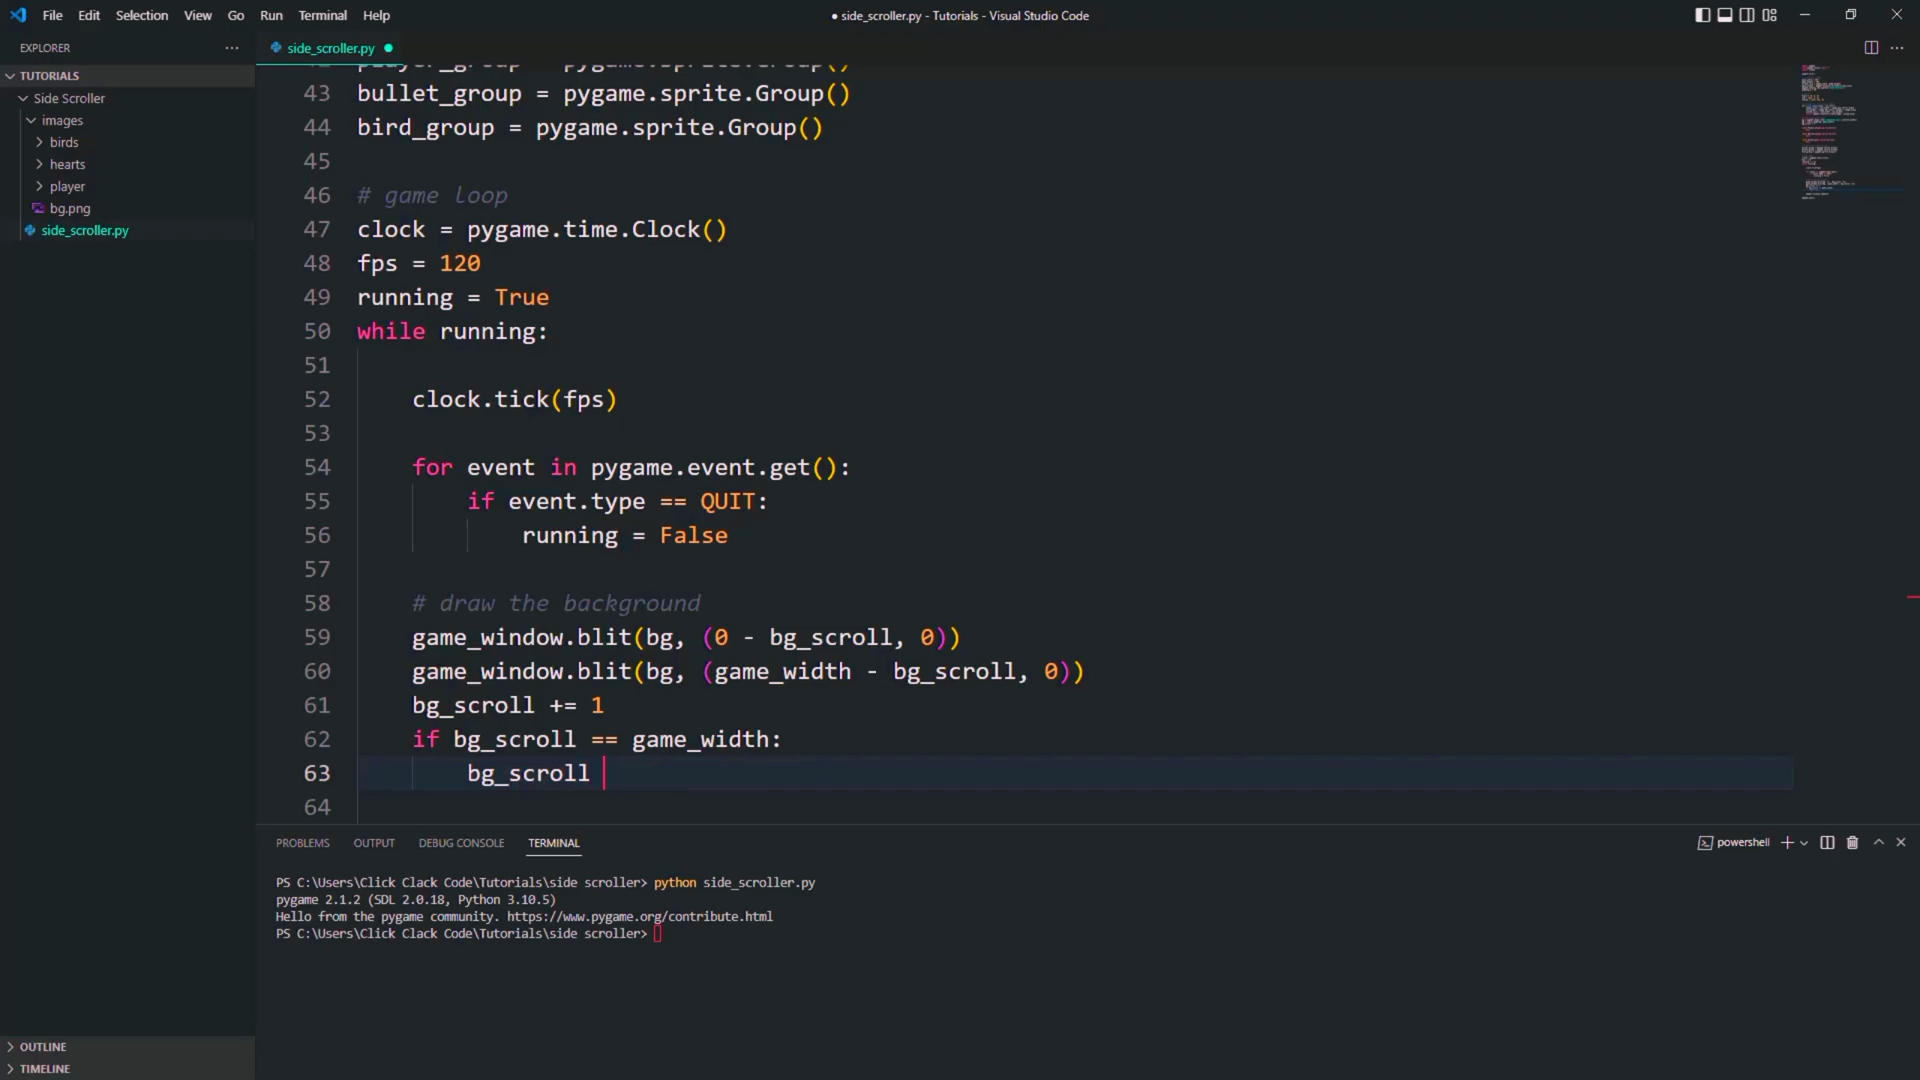 File Edit Selection View Go Run Terminal Help
● side_scroller.py - Tutorials - Visual Studio Code
EXPLORER
TUTORIALS
Side Scroller
images
birds
hearts
player
bg.png
side_scroller.py
OUTLINE
TIMELINE
side_scroller.py
player_group = pygame.sprite.Group()
43 bullet_group = pygame.sprite.Group()
44 bird_group = pygame.sprite.Group()
45
46 # game loop
47 clock = pygame.time.Clock()
48 fps = 120
49 running = True
50 while running:
51
52 clock.tick(fps)
53
54 for event in pygame.event.get():
55 if event.type == QUIT:
56 running = False
57
58 # draw the background
59 game_window.blit(bg, (0 - bg_scroll, 0))
60 game_window.blit(bg, (game_width - bg_scroll, 0))
61 bg_scroll += 1
62 if bg_scroll == game_width:
63 bg_scroll
64
PROBLEMS OUTPUT DEBUG CONSOLE TERMINAL
powershell
PS C:\Users\Click Clack Code\Tutorials\side scroller> python side_scroller.py
pygame 2.1.2 (SDL 2.0.18, Python 3.10.5)
Hello from the pygame community. https://www.pygame.org/contribute.html
PS C:\Users\Click Clack Code\Tutorials\side scroller>